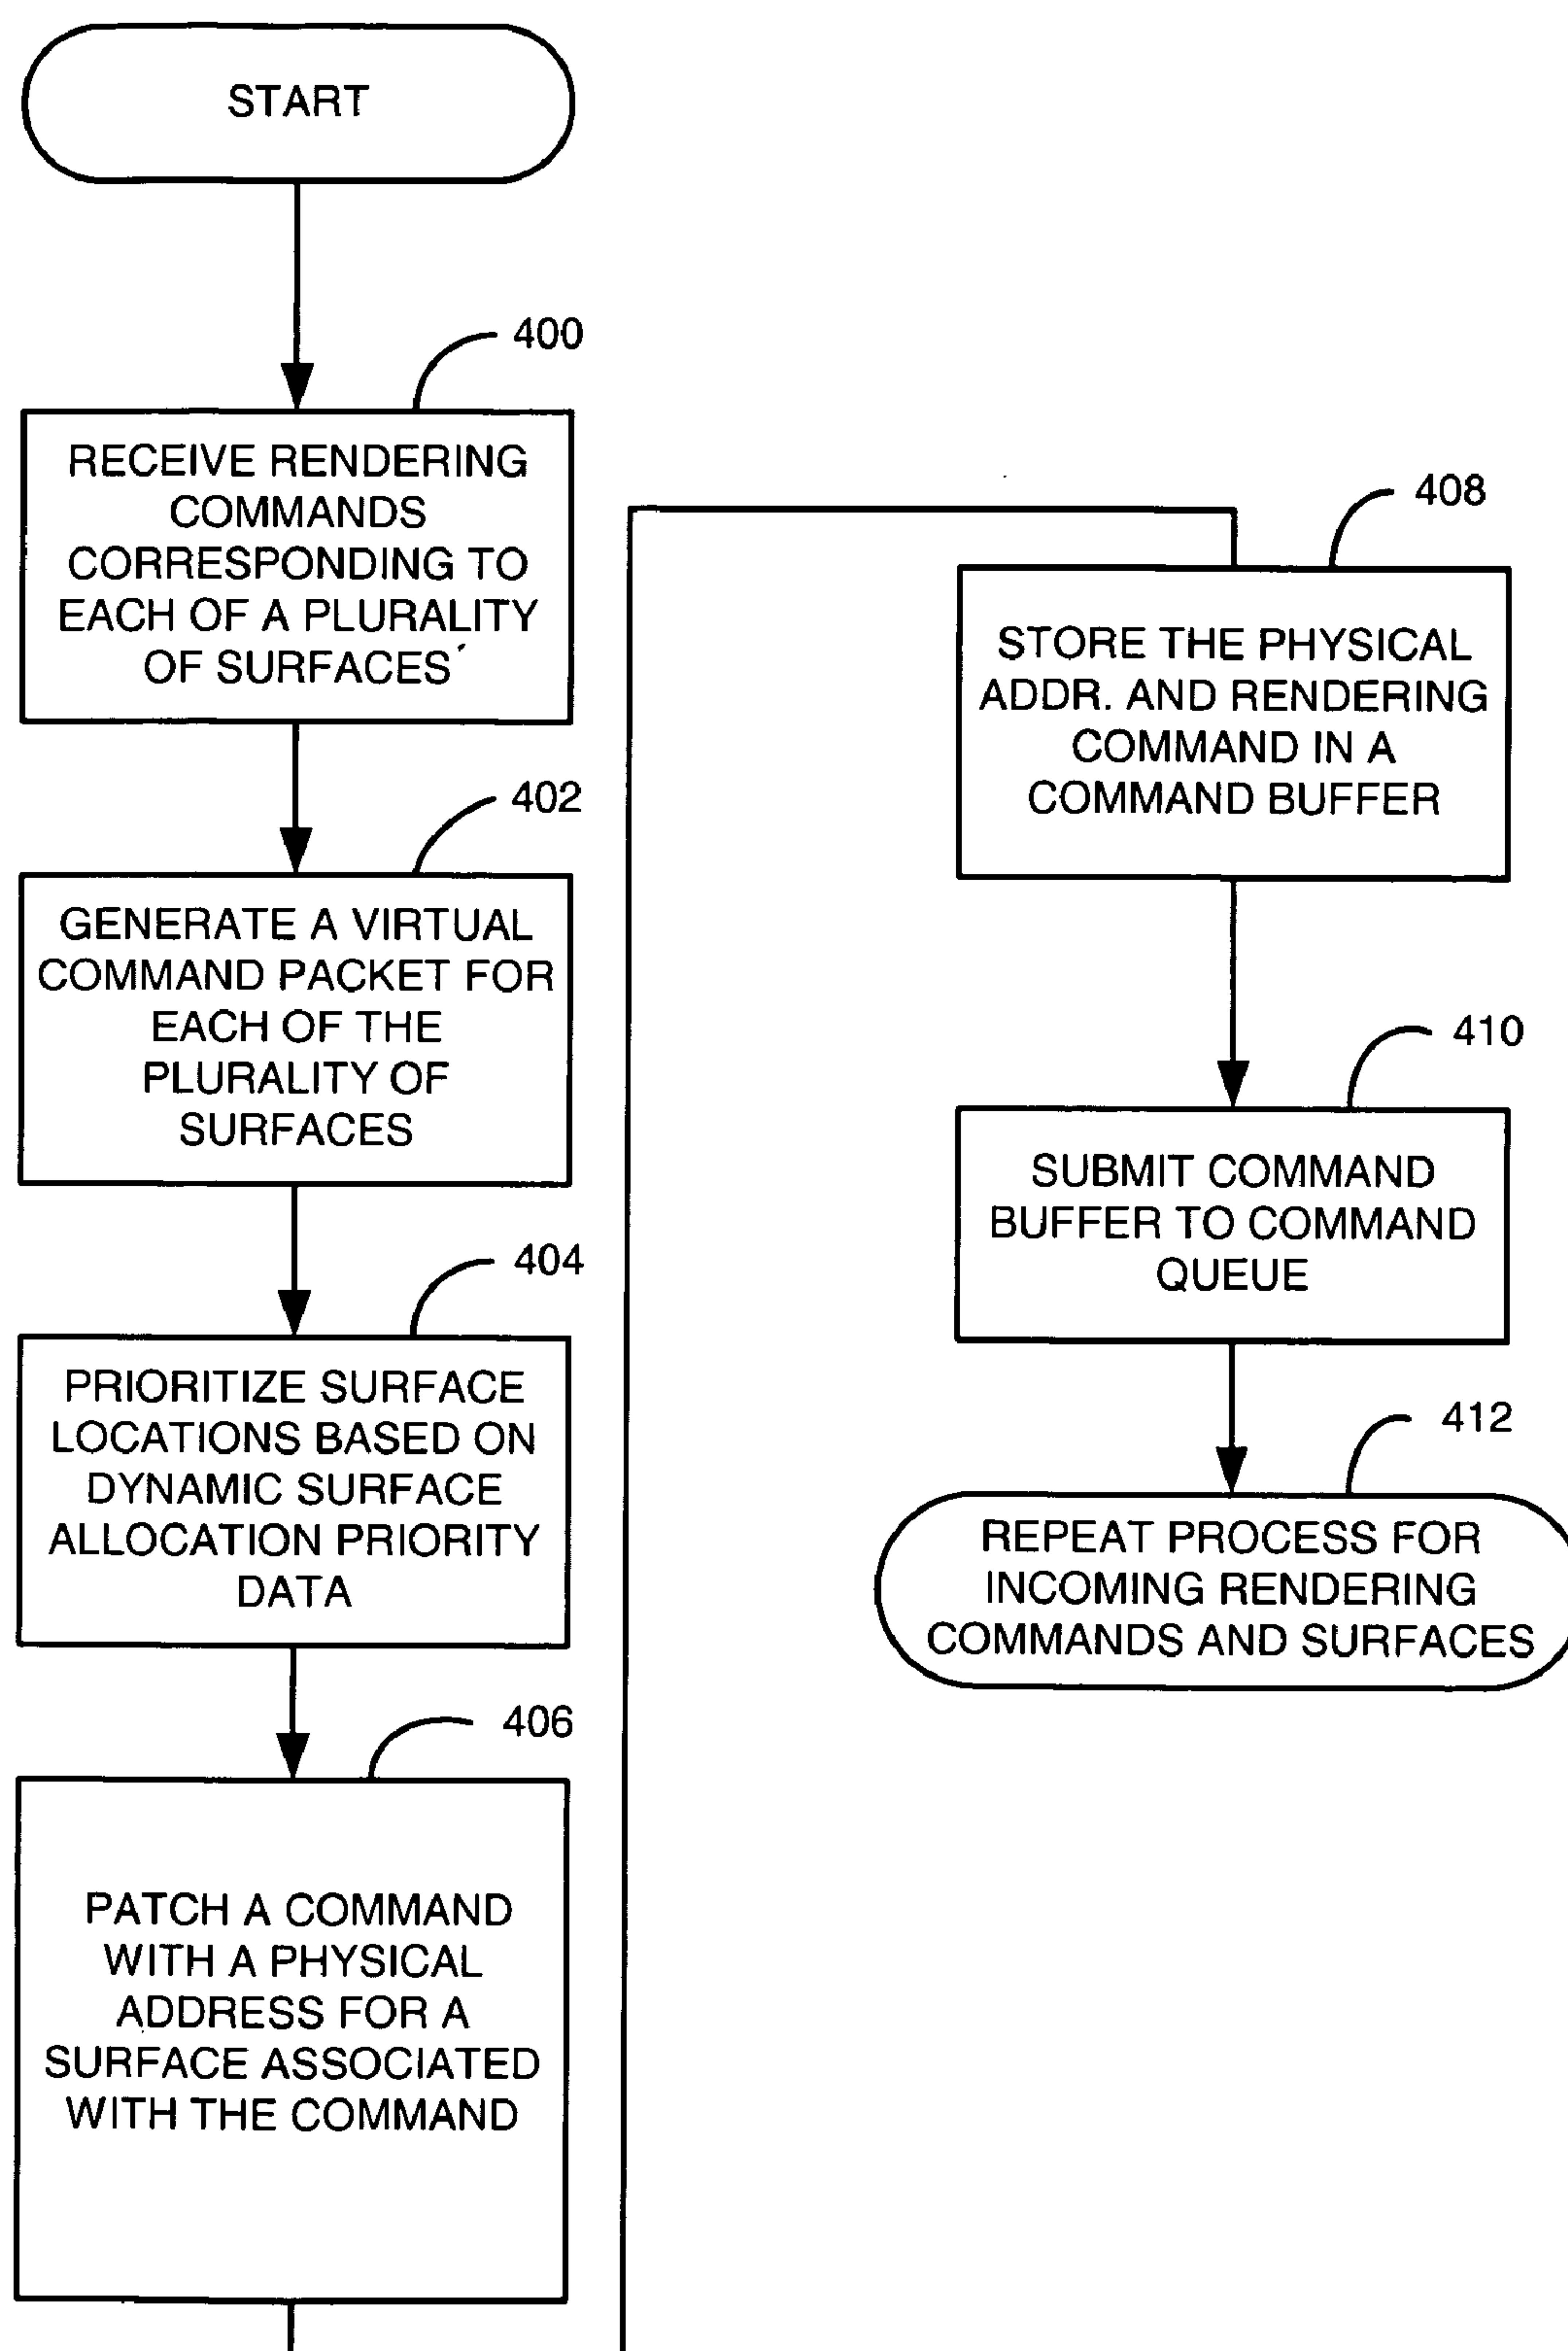 START
400
RECEIVE RENDERING
COMMANDS
CORRESPONDING TO
EACH OF A PLURALITY
OF SURFACES
402
GENERATE A VIRTUAL
COMMAND PACKET FOR
EACH OF THE
PLURALITY OF
SURFACES
404
PRIORITIZE SURFACE
LOCATIONS BASED ON
DYNAMIC SURFACE
ALLOCATION PRIORITY
DATA
406
PATCH A COMMAND
WITH A PHYSICAL
ADDRESS FOR A
SURFACE ASSOCIATED
WITH THE COMMAND
408
STORE THE PHYSICAL
ADDR. AND RENDERING
COMMAND IN A
COMMAND BUFFER
410
SUBMIT COMMAND
BUFFER TO COMMAND
QUEUE
412
REPEAT PROCESS FOR
INCOMING RENDERING
COMMANDS AND SURFACES